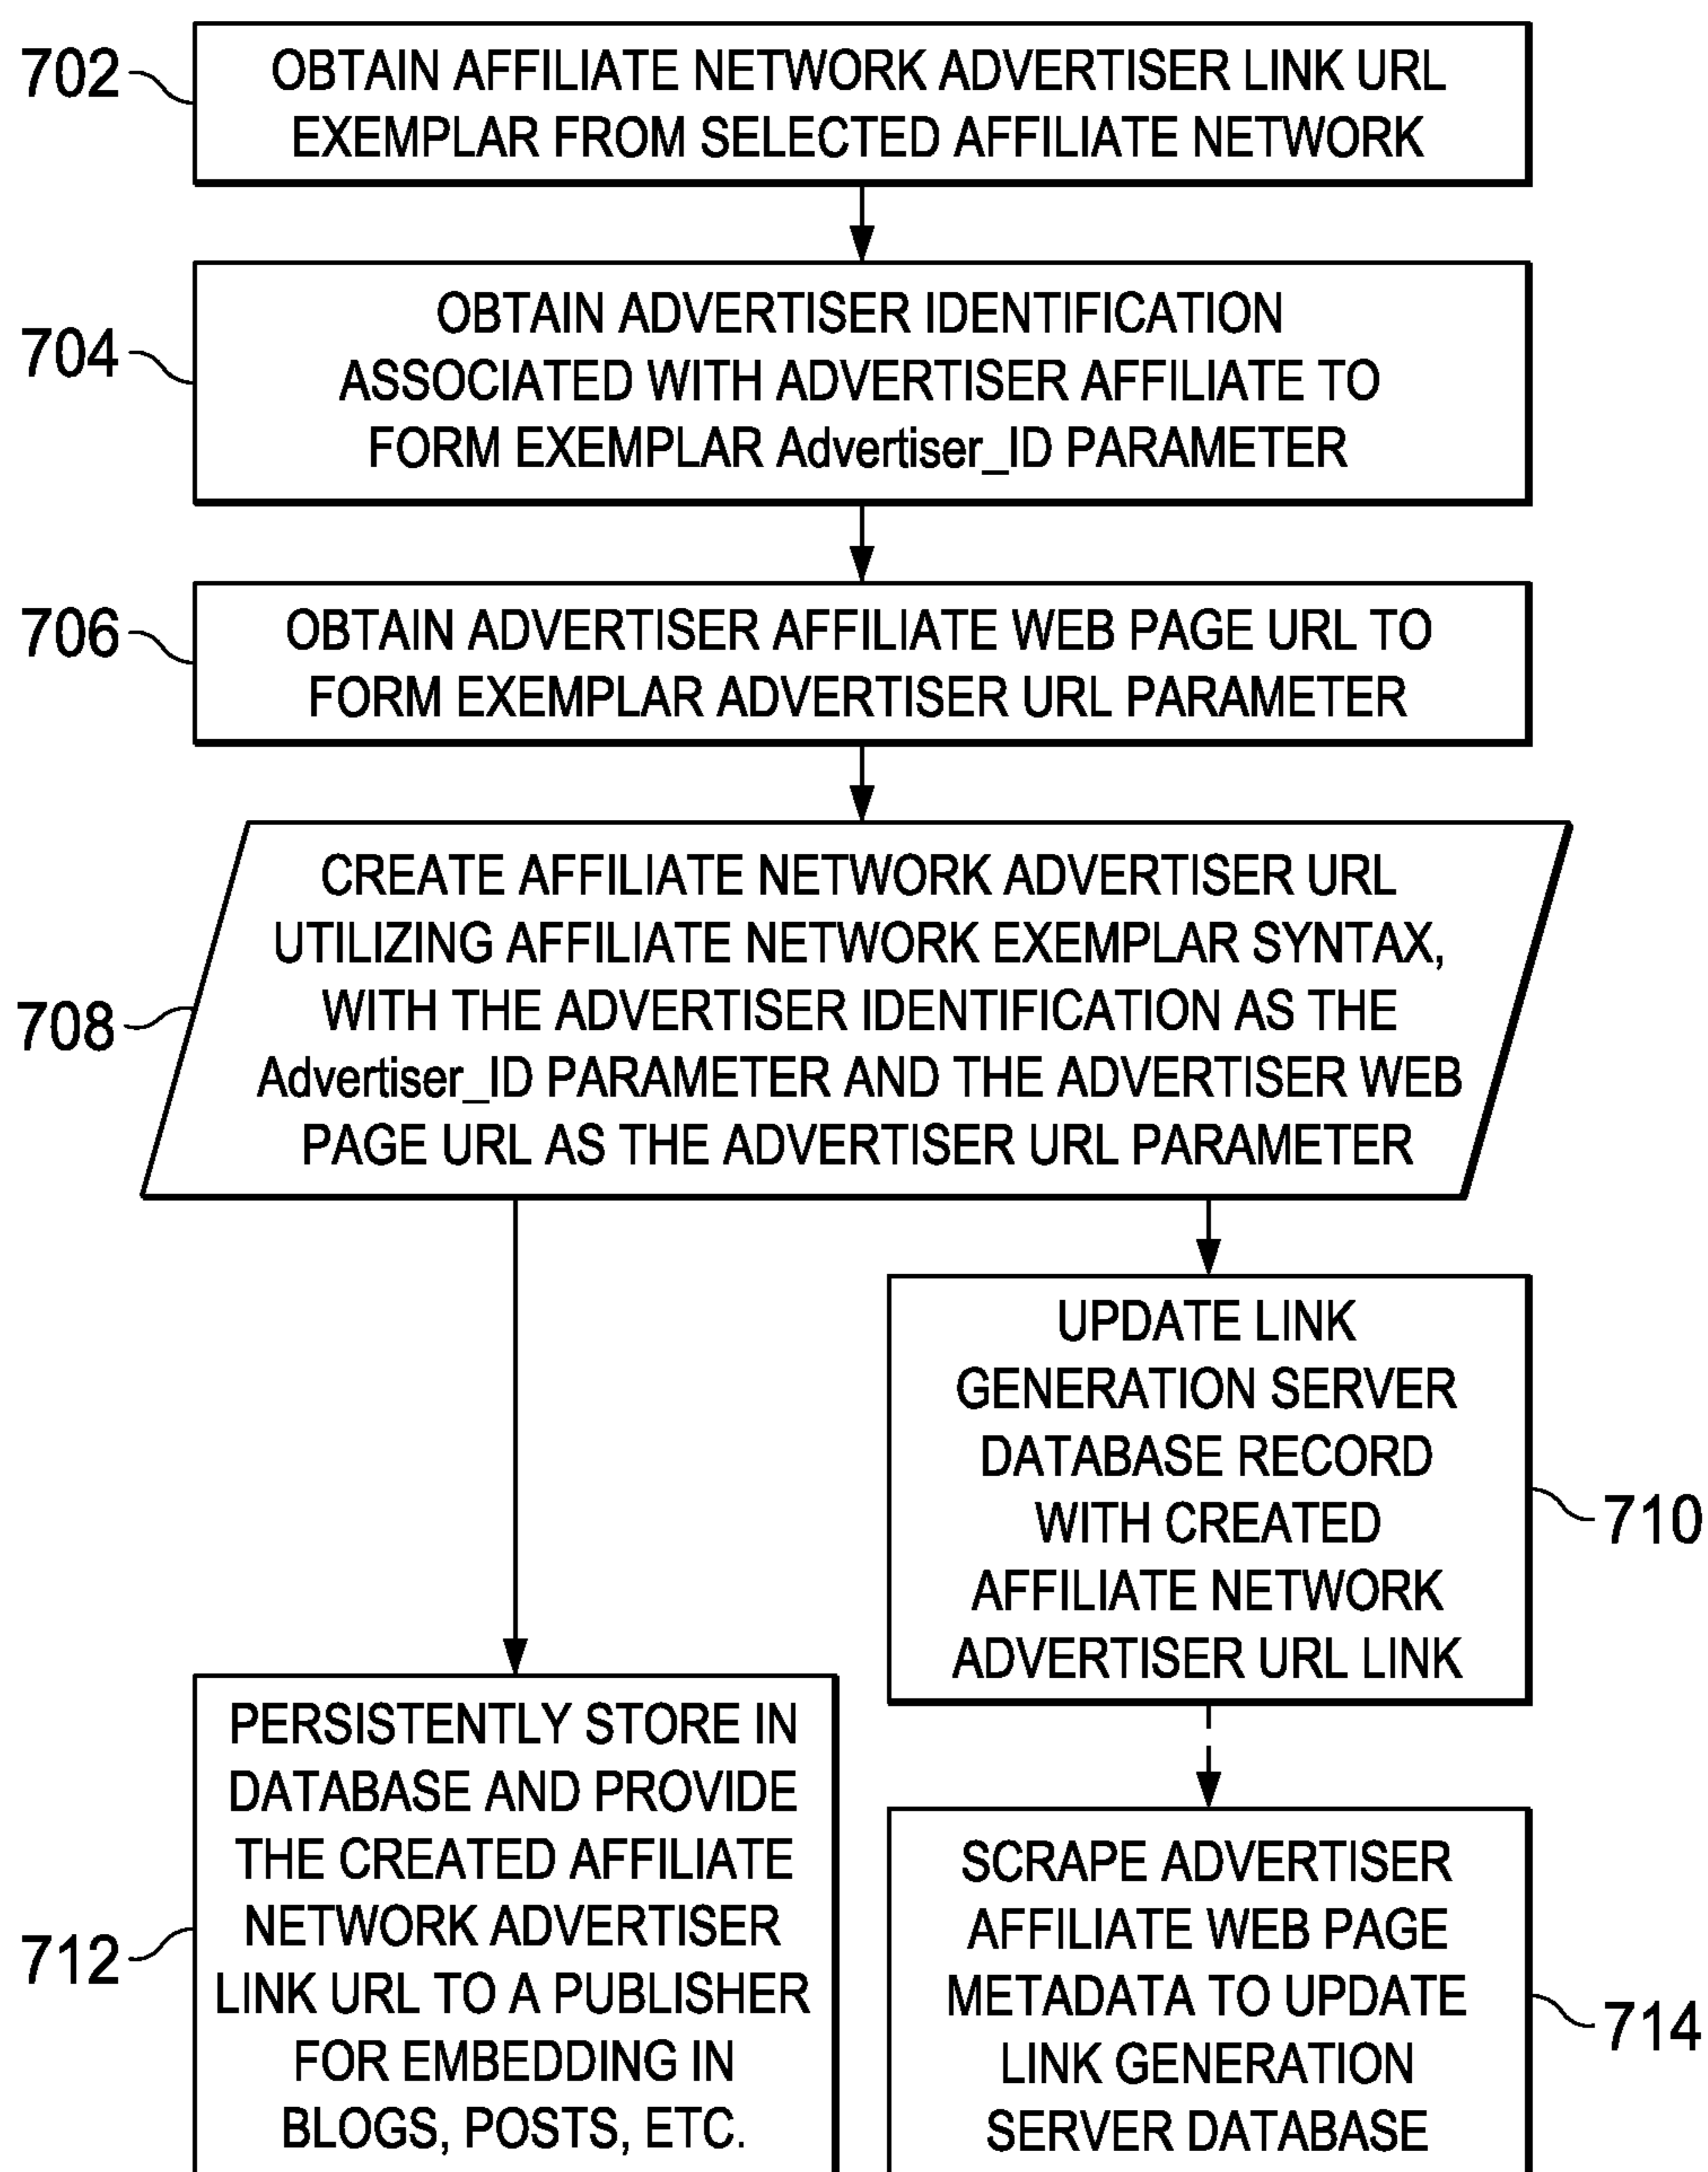 702
OBTAIN AFFILIATE NETWORK ADVERTISER LINK URL
EXEMPLAR FROM SELECTED AFFILIATE NETWORK
704
OBTAIN ADVERTISER IDENTIFICATION
ASSOCIATED WITH ADVERTISER AFFILIATE TO
FORM EXEMPLAR Advertiser_ID PARAMETER
706
OBTAIN ADVERTISER AFFILIATE WEB PAGE URL TO
FORM EXEMPLAR ADVERTISER URL PARAMETER
708
CREATE AFFILIATE NETWORK ADVERTISER URL
UTILIZING AFFILIATE NETWORK EXEMPLAR SYNTAX,
WITH THE ADVERTISER IDENTIFICATION AS THE
Advertiser_ID PARAMETER AND THE ADVERTISER WEB
PAGE URL AS THE ADVERTISER URL PARAMETER
UPDATE LINK
GENERATION SERVER
DATABASE RECORD
WITH CREATED
AFFILIATE NETWORK
ADVERTISER URL LINK
710
712
PERSISTENTLY STORE IN
DATABASE AND PROVIDE
THE CREATED AFFILIATE
NETWORK ADVERTISER
LINK URL TO A PUBLISHER
FOR EMBEDDING IN
BLOGS, POSTS, ETC.
SCRAPE ADVERTISER
AFFILIATE WEB PAGE
METADATA TO UPDATE
LINK GENERATION
SERVER DATABASE
714